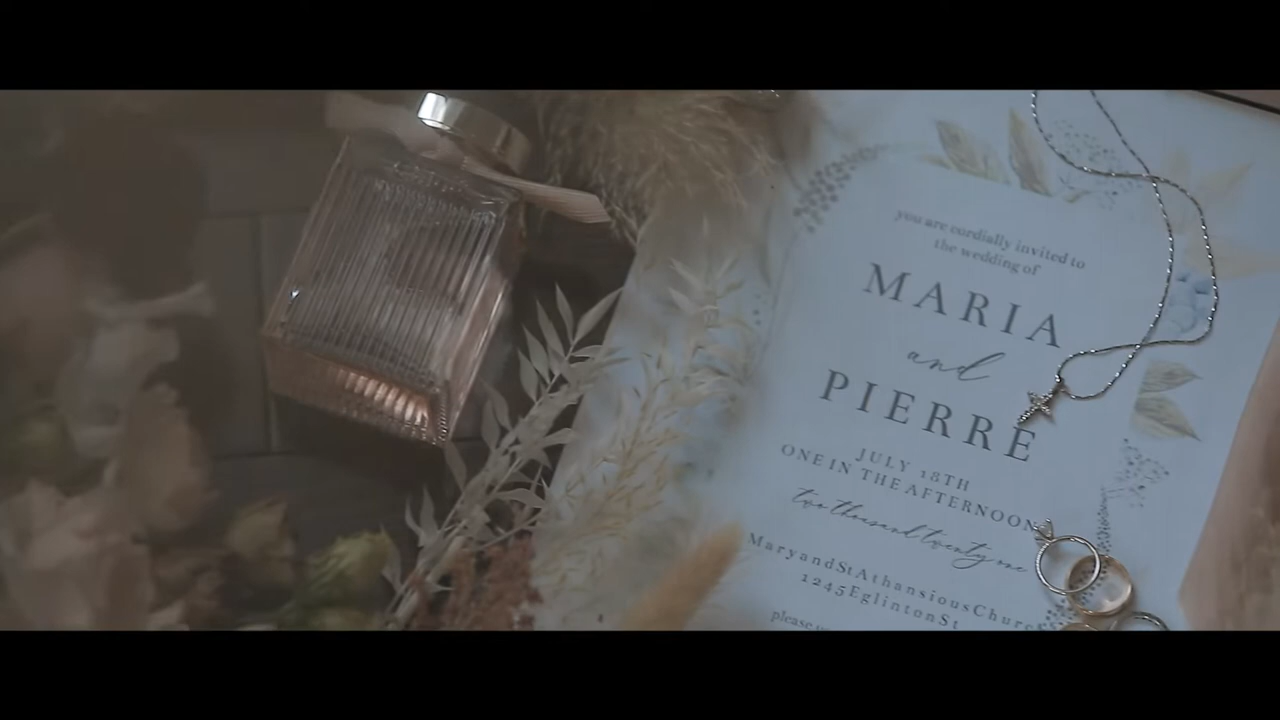 you are cordially invited to
the wedding of
MARIA
and
PIERRE
JULY 18TH
ONE IN THE AFTERNOON
two thousand twenty one
MaryandStAthansiousChurch
1245EglintonSt
please